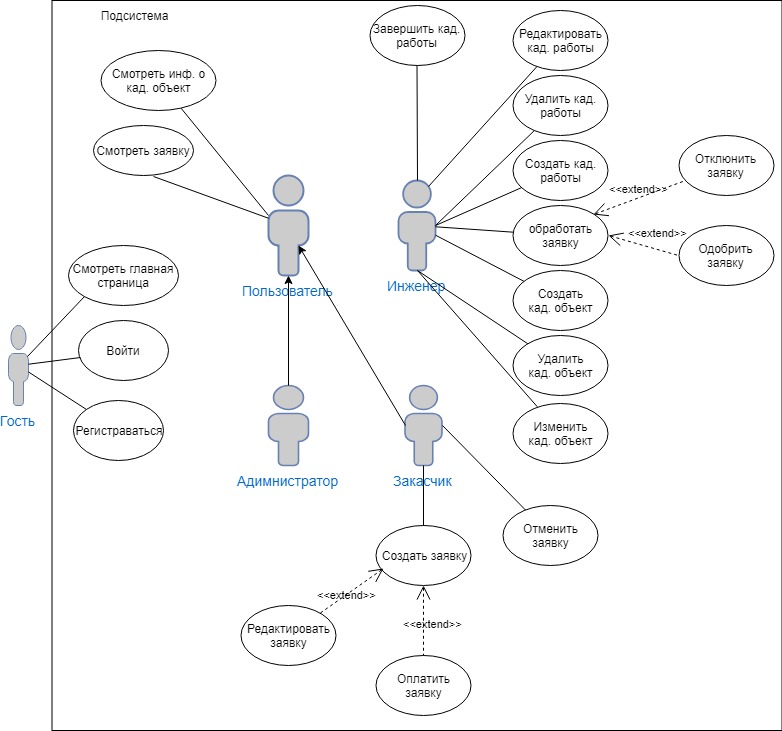 Подсистема
Завершить кад.
работы
Редактировать
кад. работы
Смотреть инф. о
кад. объект
Удалить кад.
работы
Смотреть заявку
Создать кад.
работы
Отклюнить
заявку
<<extend>>
обработать
заявку
<<extend>>
Одобрить
заявку
Пользователь
Инженер
Смотреть главная
страница
Создать
кад. объект
Войти
Удалить
кад. объект
Гость
Регистраваться
Изменить
кад. объект
Адимнистратор
Закасчик
Отменить
заявку
Создать заявку
<<extend>>
Редактировать
заявку
<<extend>>
Оплатить
заявку